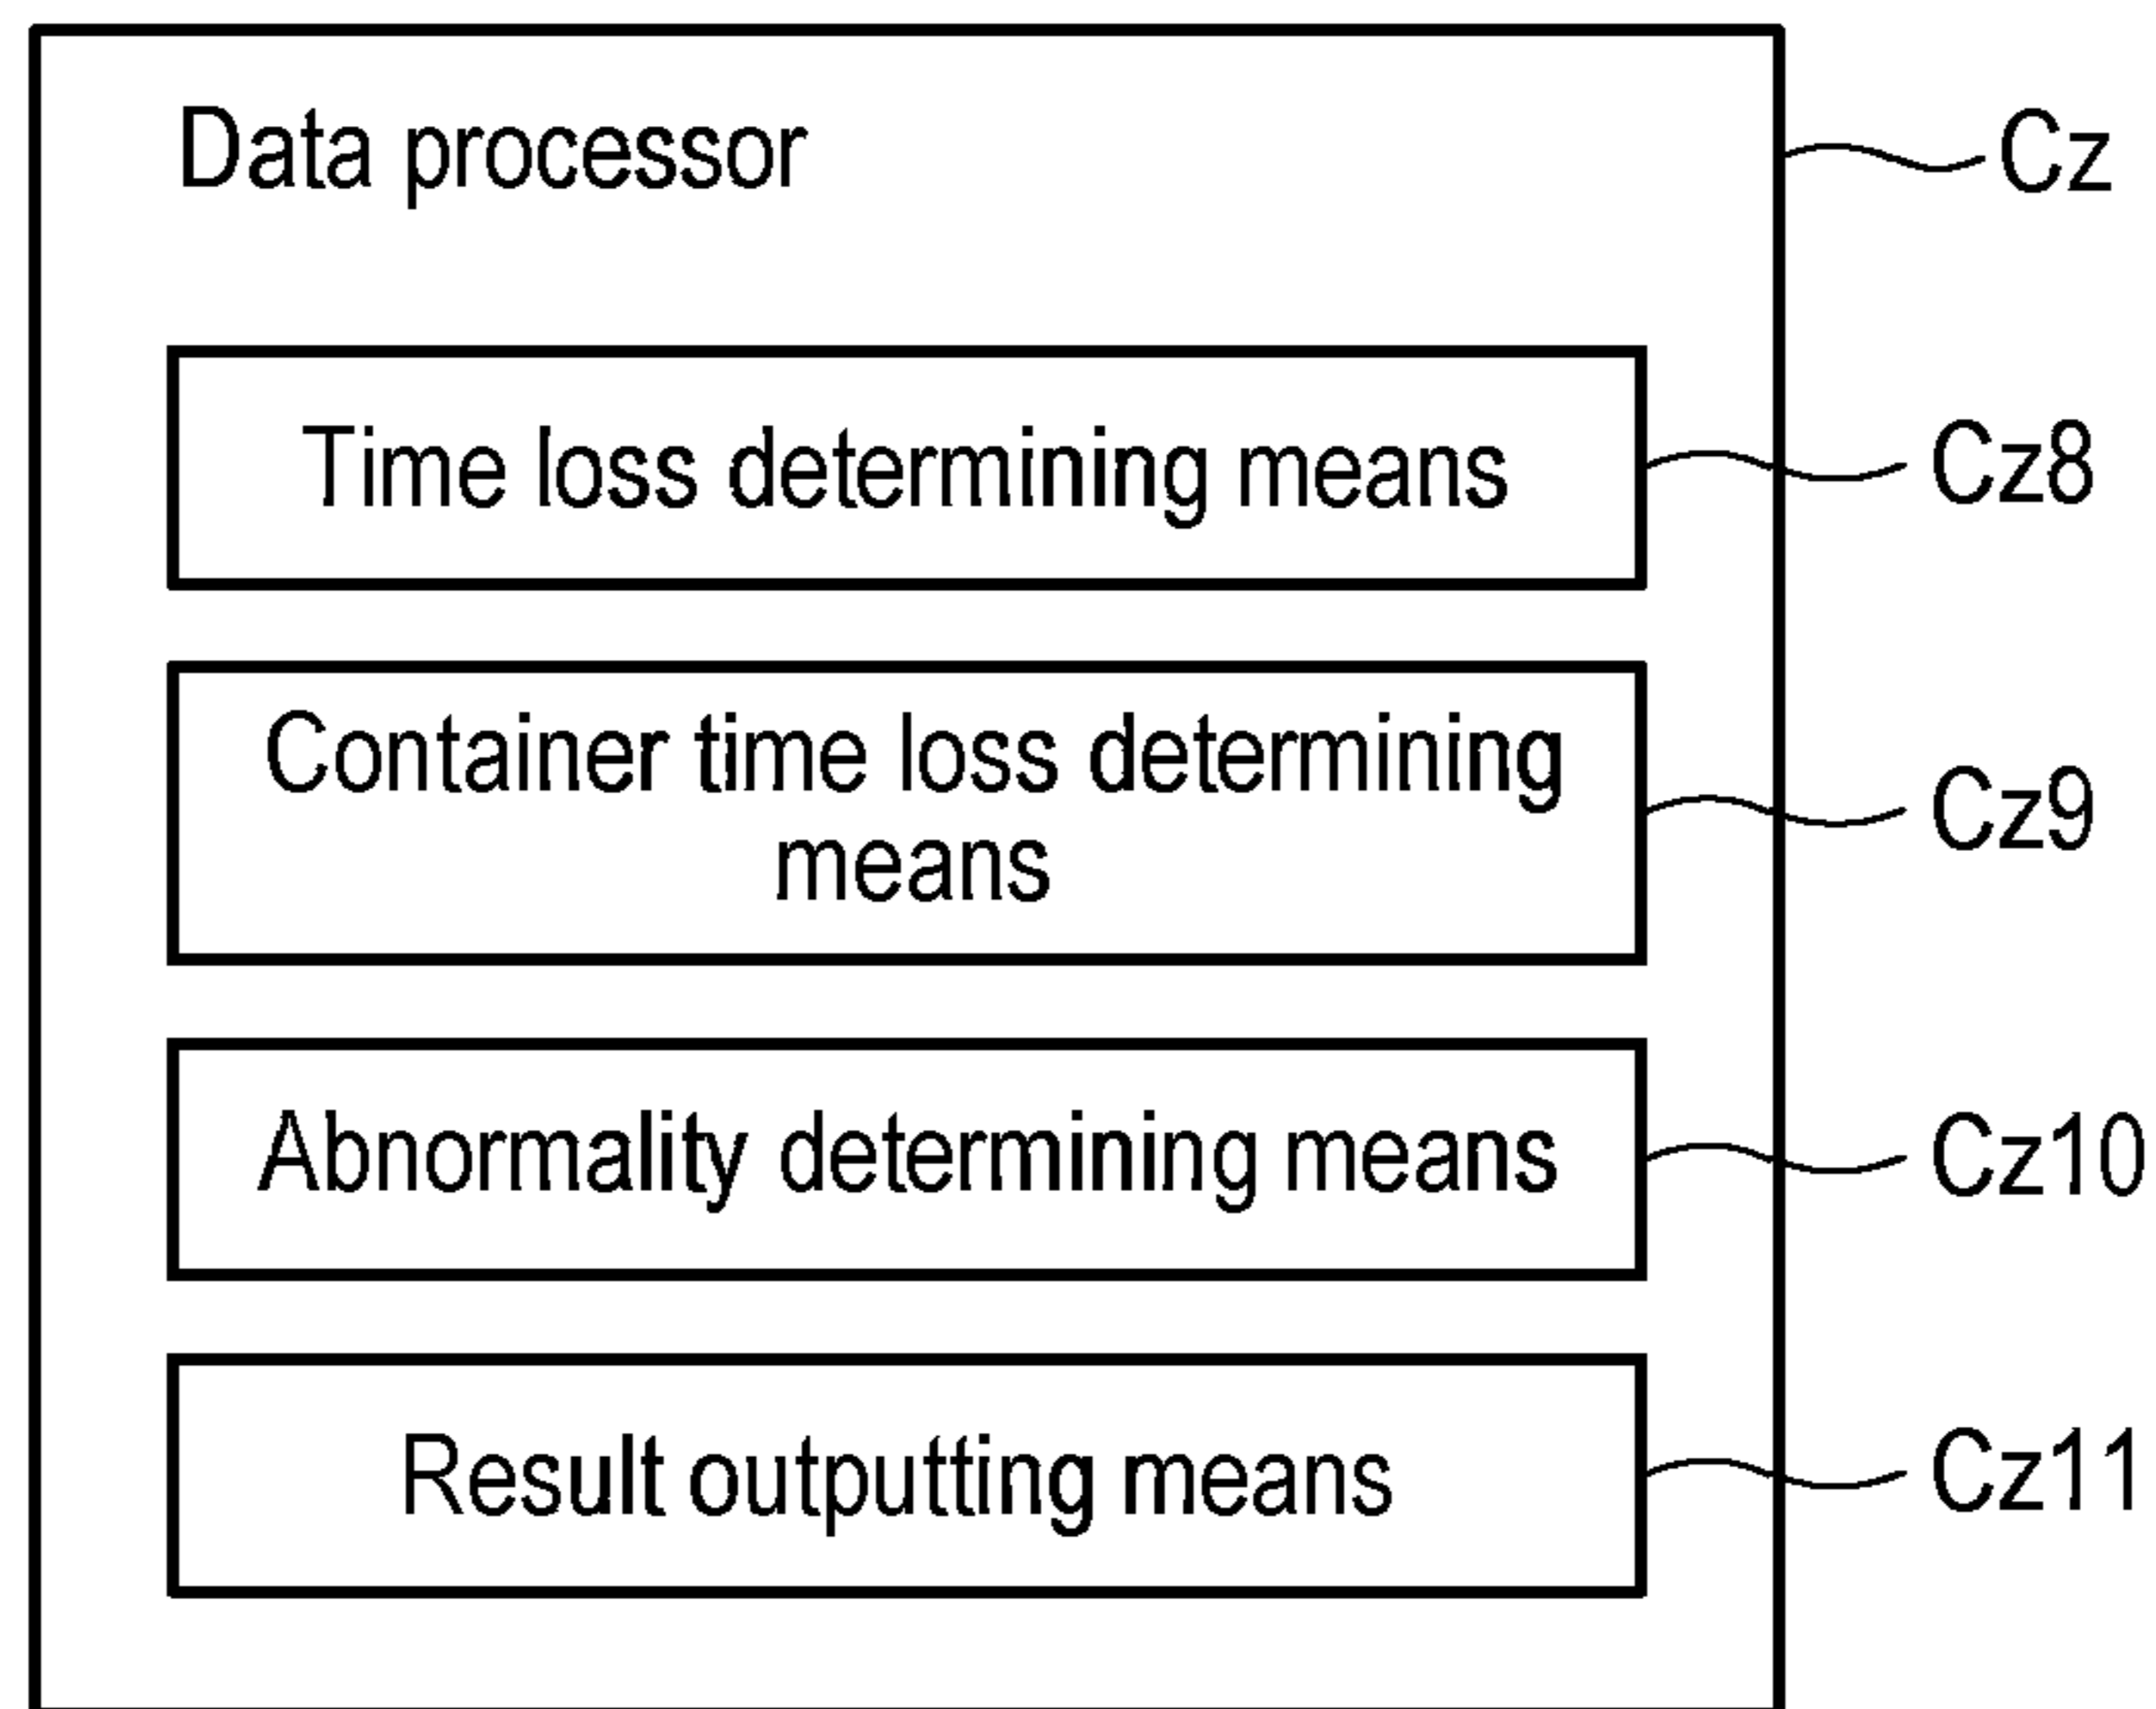 Data processor
Cz
Time loss determining means
Cz8
Container time loss determining
means
Cz9
Abnormality determining means
Cz10
Result outputting means
Cz11